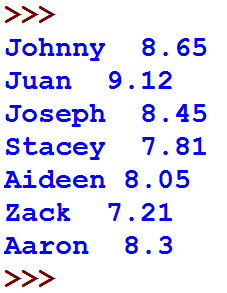 >>>
Johnny  8.65
Juan  9.12
Joseph  8.45
Stacey  7.81
Aideen 8.05
Zack  7.21
Aaron  8.3
>>>